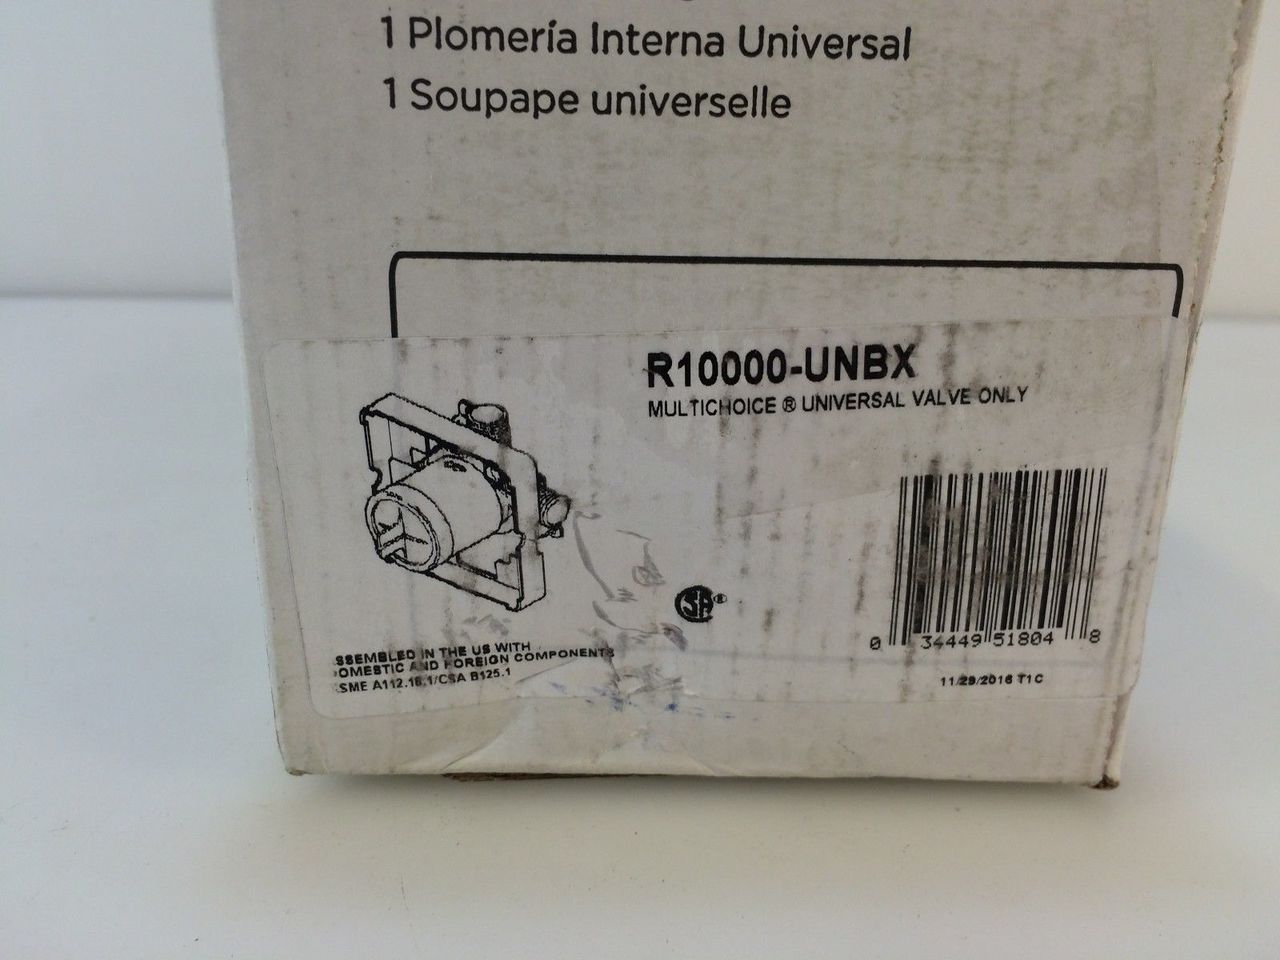 1 Plomería Interna Universal
1 Soupape universelle
R10000-UNBX
MULTICHOICE ® UNIVERSAL VALVE ONLY
SA®
0 34449 51804 8
SSEMBLED IN THE US WITH
OMESTIC AND FOREIGN COMPONENTS
SME A112.18.1/CSA B125.1
11/29/2016 T1C